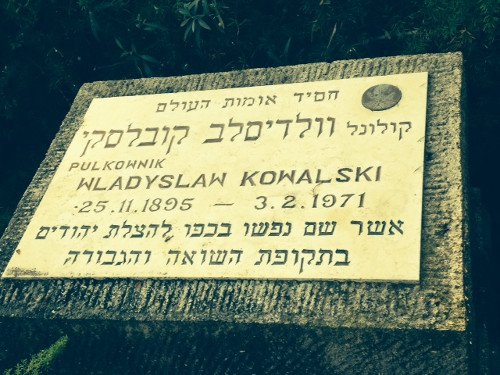 חסיד אומות העולם
קולונל וולדיסלב קובלסקי
PULKOWNIK
WLADYSLAW KOWALSKI
25.11.1895 — 3.2.1971
אשר שם נפשו בכפו להצלת יהודים
בתקופת השואה והגבורה